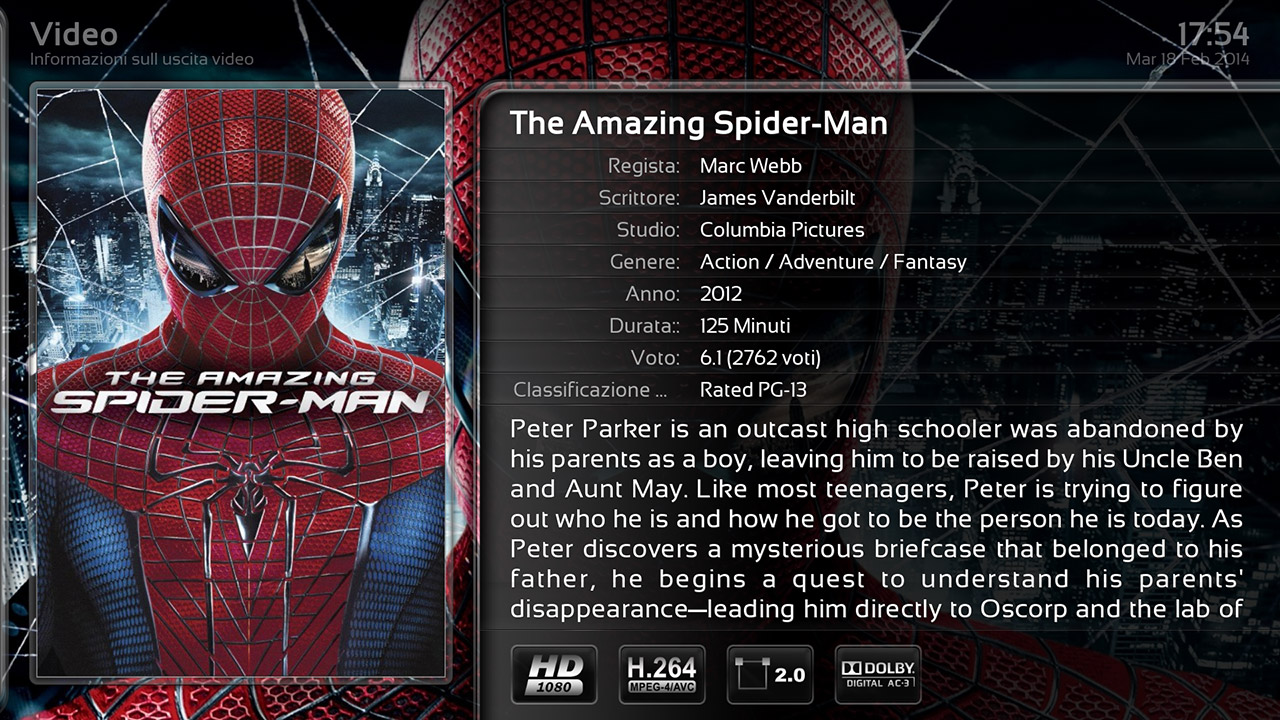 Video
Informazioni sull uscita video
17:54
Mar 18 Feb 2014
THE AMAZING
SPIDER-MAN
The Amazing Spider-Man
Regista: Marc Webb
Scrittore: James Vanderbilt
Studio: Columbia Pictures
Genere: Action / Adventure / Fantasy
Anno: 2012
Durata:: 125 Minuti
Voto: 6.1 (2762 voti)
Classificazione ... Rated PG-13
Peter Parker is an outcast high schooler was abandoned by
his parents as a boy, leaving him to be raised by his Uncle Ben
and Aunt May. Like most teenagers, Peter is trying to figure
out who he is and how he got to be the person he is today. As
Peter discovers a mysterious briefcase that belonged to his
father, he begins a quest to understand his parents'
disappearance—leading him directly to Oscorp and the lab of
HD
1080
H.264
MPEG-4/AVC
2.0
DOLBY.
DIGITAL AC·3